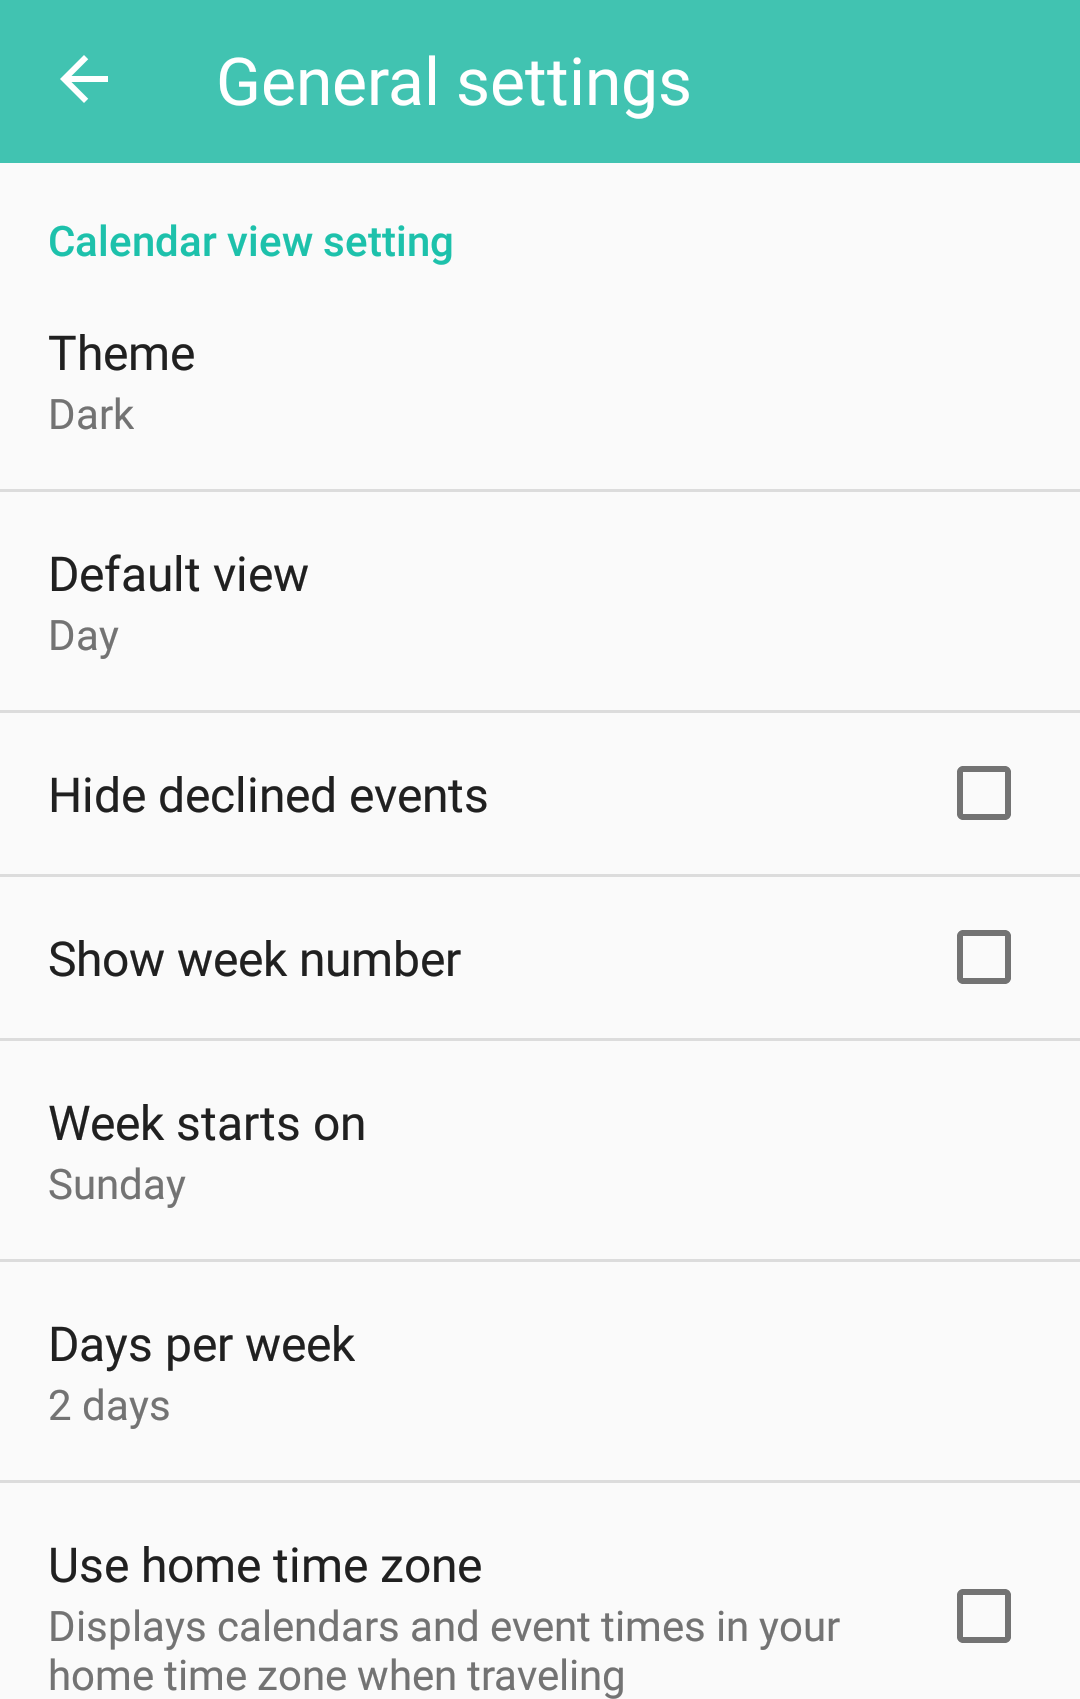 General settings
Calendar view setting
Theme
Dark
Default view
Day
Hide declined events
Show week number
Week starts on
Sunday
Days per week
2 days
Use home time zone
Displays calendars and event times in your
home time zone when traveling